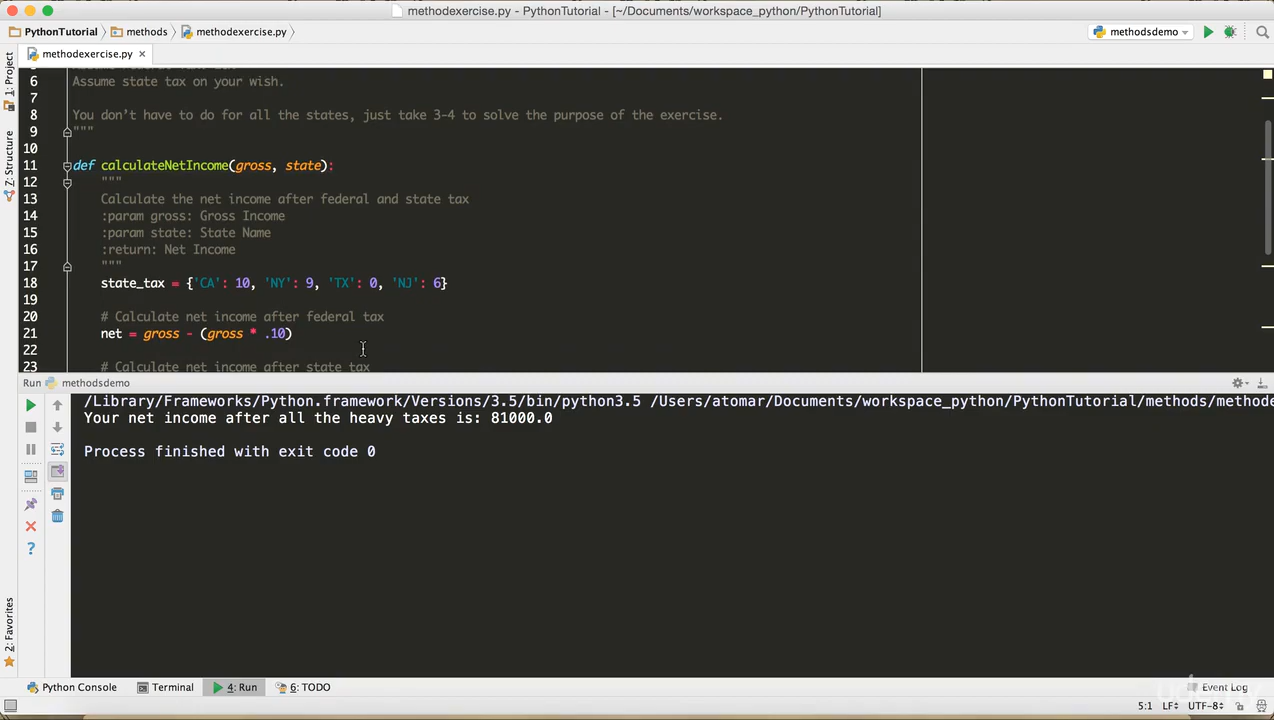 methodexercise.py - PythonTutorial - [~/Documents/workspace_python/PythonTutorial]
PythonTutorial methods methodexercise.py methodsdemo
methodexercise.py
1: Project
Z: Structure
2: Favorites
6 Assume state tax on your wish.
7
8 You don't have to do for all the states, just take 3-4 to solve the purpose of the exercise.
9 """
10
11 def calculateNetIncome(gross, state):
12 """
13 Calculate the net income after federal and state tax
14 :param gross: Gross Income
15 :param state: State Name
16 :return: Net Income
17 """
18 state_tax = {'CA': 10, 'NY': 9, 'TX': 0, 'NJ': 6}
19
20 # Calculate net income after federal tax
21 net = gross - (gross * .10)
22
23 # Calculate net income after state tax
Run methodsdemo
/Library/Frameworks/Python.framework/Versions/3.5/bin/python3.5 /Users/atomar/Documents/workspace_python/PythonTutorial/methods/methode
Your net income after all the heavy taxes is: 81000.0
Process finished with exit code 0
Python Console Terminal 4: Run 6: TODO Event Log
5:1 LF UTF-8